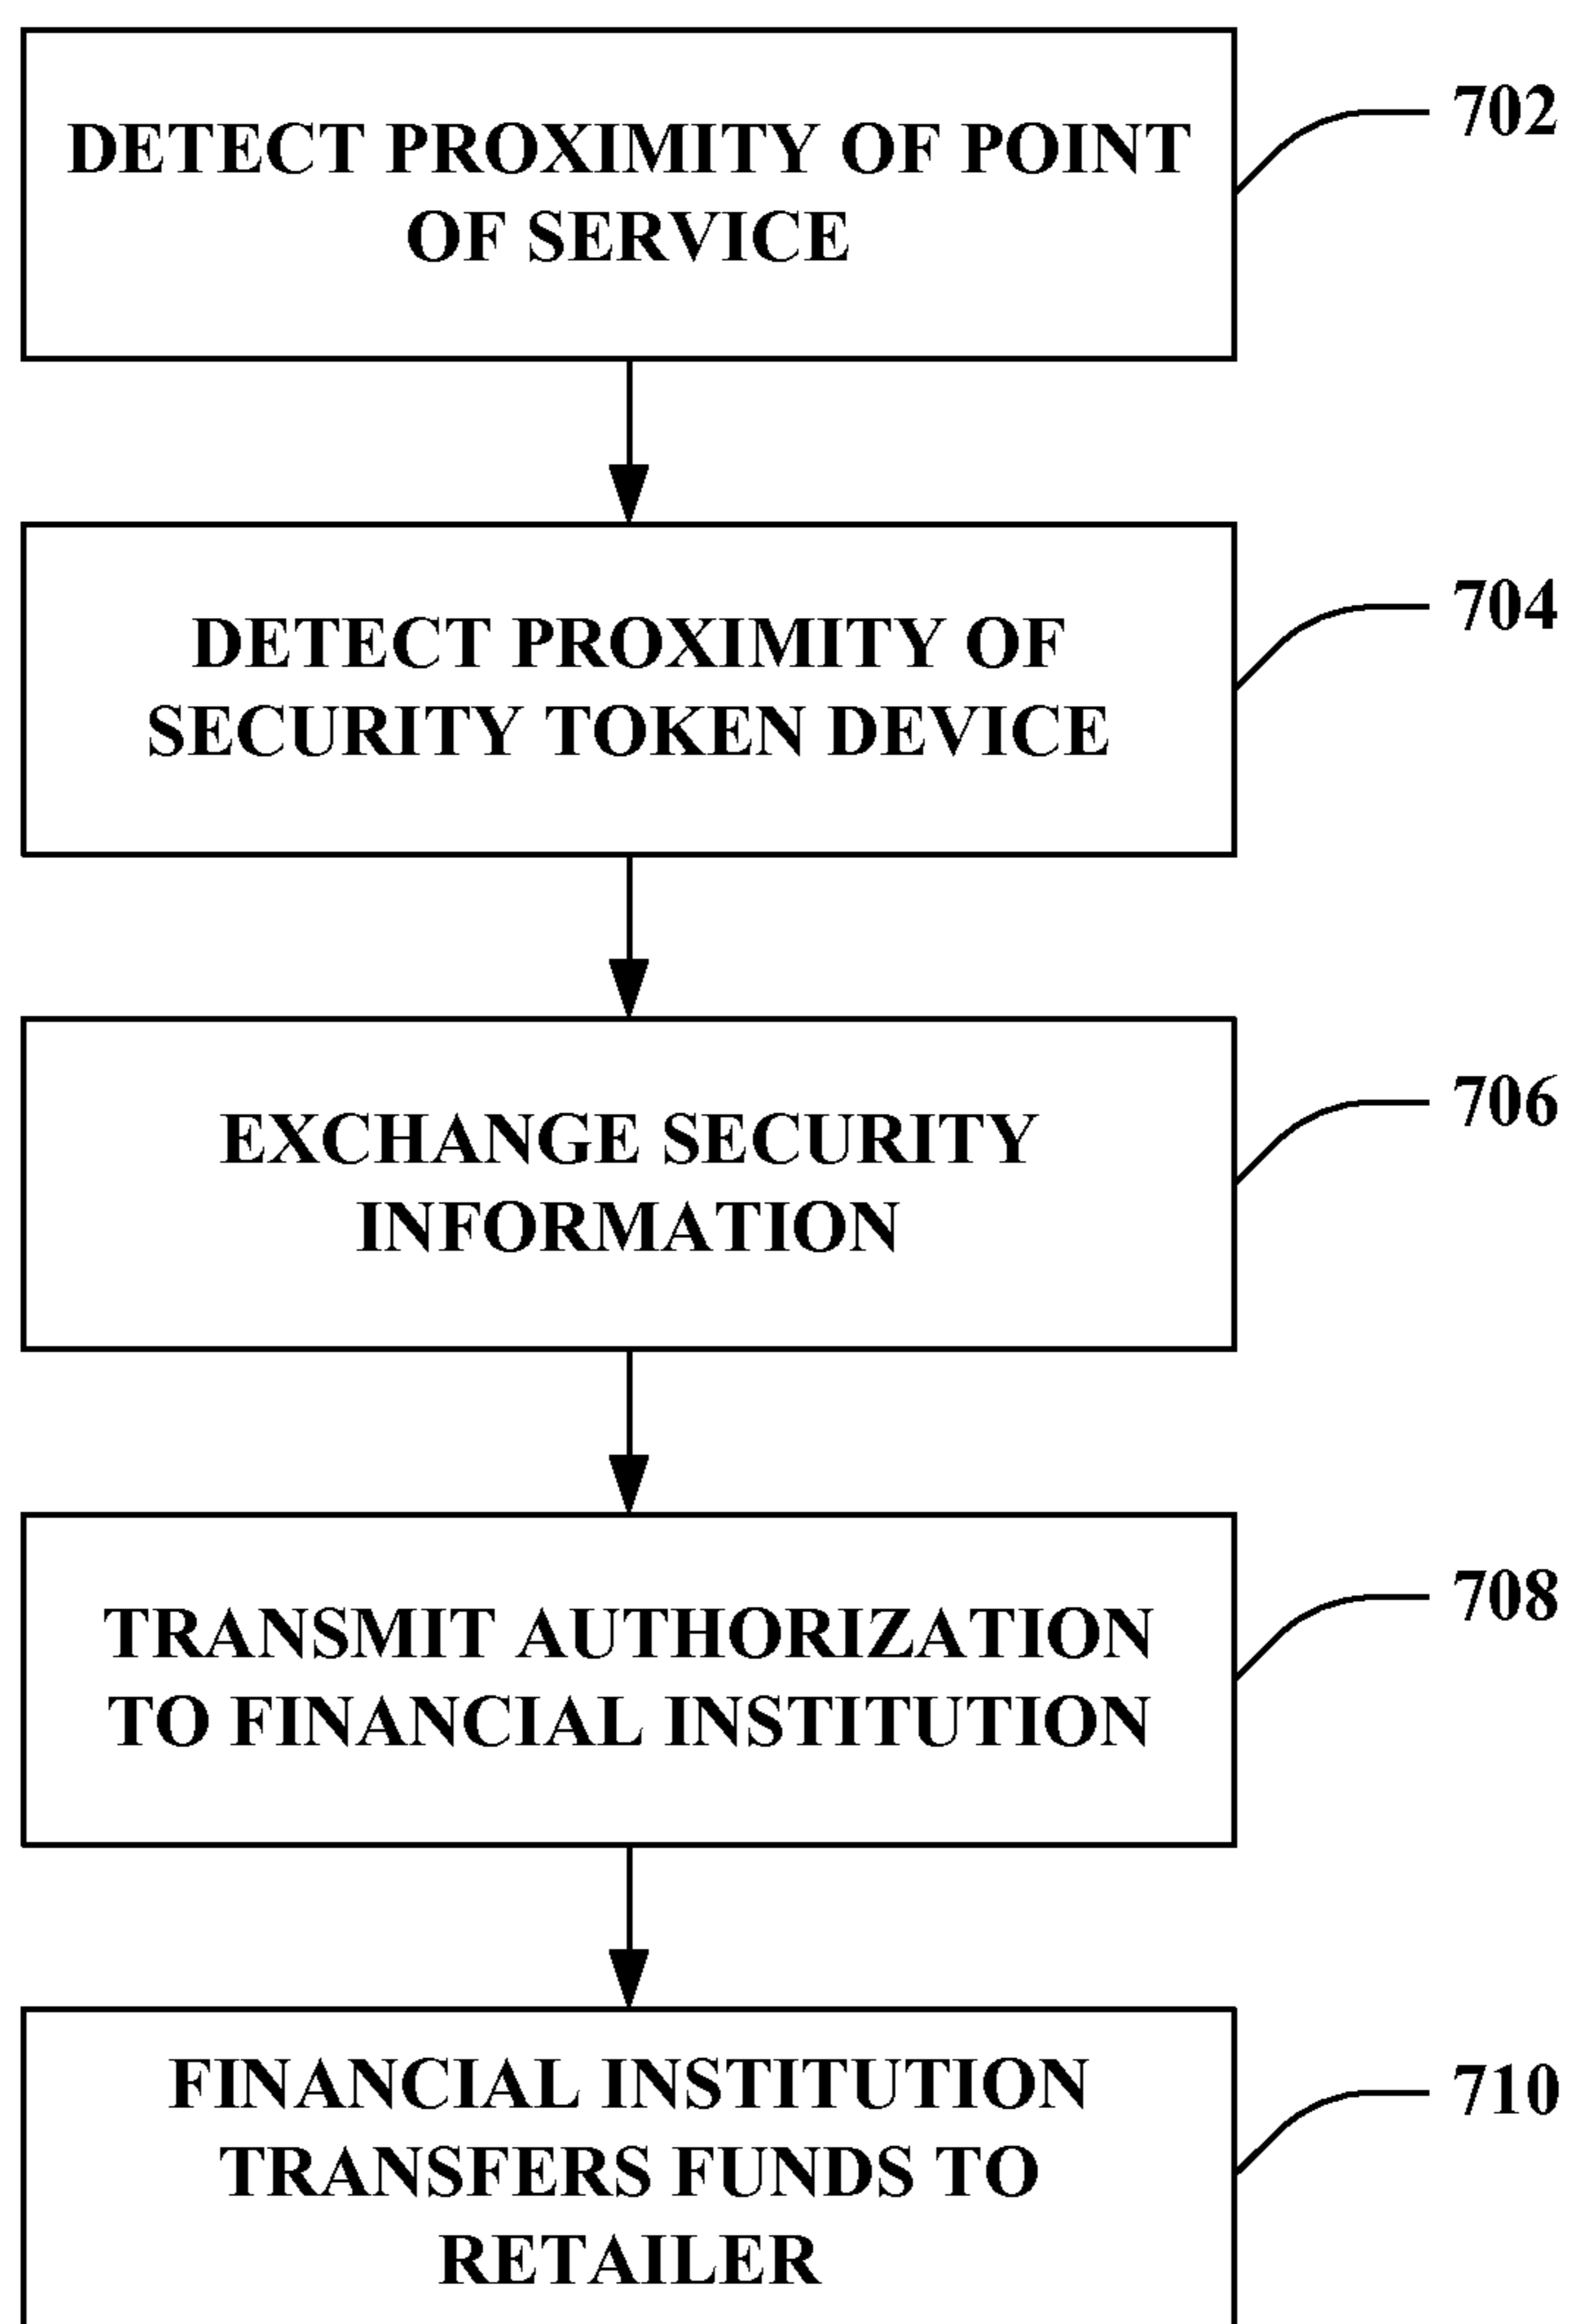 DETECT PROXIMITY OF POINT
OF SERVICE
702
DETECT PROXIMITY OF
SECURITY TOKEN DEVICE
704
EXCHANGE SECURITY
INFORMATION
706
TRANSMIT AUTHORIZATION
TO FINANCIAL INSTITUTION
708
FINANCIAL INSTITUTION
TRANSFERS FUNDS TO
RETAILER
710